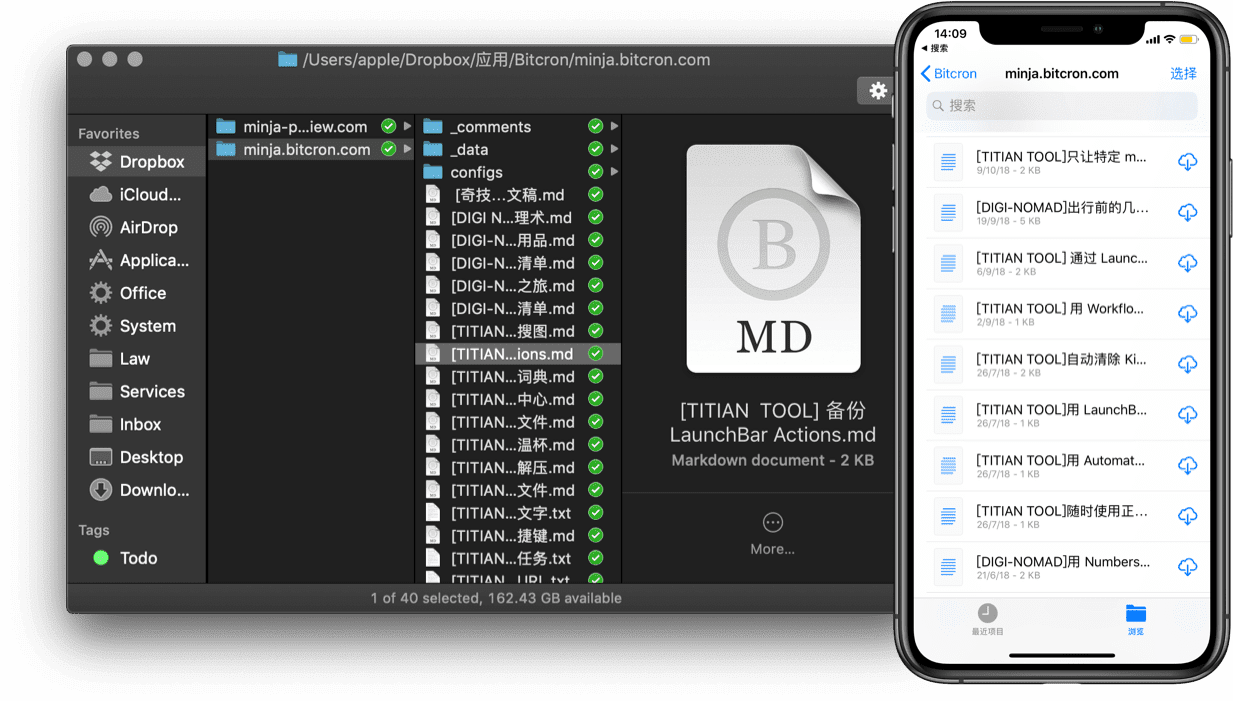 /Users/apple/Dropbox/应用/Bitcron/minja.bitcron.com
Favorites
Dropbox
iCloud...
AirDrop
Applica...
Office
System
Law
Services
Inbox
Desktop
Downlo...
Tags
Todo
minja-p...iew.com
minja.bitcron.com
_comments
_data
configs
[奇技...文稿.md
[DIGI N...理术.md
[DIGI-N...用品.md
[DIGI-N...清单.md
[DIGI-N...之旅.md
[DIGI-N...清单.md
[TITIAN...搜图.md
[TITIAN...ions.md
[TITIAN...词典.md
[TITIAN...中心.md
[TITIAN...文件.md
[TITIAN...温杯.md
[TITIAN...解压.md
[TITIAN...文件.md
[TITIAN...文字.txt
[TITIAN...捷键.md
[TITIAN...任务.txt
[TITIAN...URL.txt
B
MD
[TITIAN TOOL] 备份
LaunchBar Actions.md
Markdown document - 2 KB
More...
1 of 40 selected, 162.43 GB available
14:09
搜索
Bitcron
minja.bitcron.com
选择
搜索
[TITIAN TOOL]只让特定 m...
9/10/18 - 2 KB
[DIGI-NOMAD]出行前的几...
19/9/18 - 5 KB
[TITIAN TOOL] 通过 Launc...
6/9/18 - 2 KB
[TITIAN TOOL] 用 Workflo...
2/9/18 - 1 KB
[TITIAN TOOL]自动清除 Ki...
26/7/18 - 2 KB
[TITIAN TOOL]用 LaunchB...
26/7/18 - 1 KB
[TITIAN TOOL]用 Automat...
26/7/18 - 1 KB
[TITIAN TOOL]随时使用正...
26/7/18 - 1 KB
[DIGI-NOMAD]用 Numbers...
21/6/18 - 2 KB
最近项目
浏览